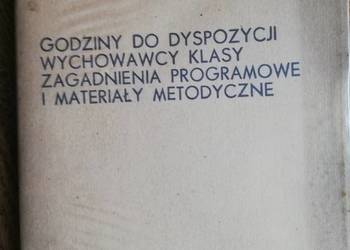 GODZINY DO DYSPOZYCJI
WYCHOWAWCY KLASY
ZAGADNIENIA PROGRAMOWE
I MATERIAŁY METODYCZNE